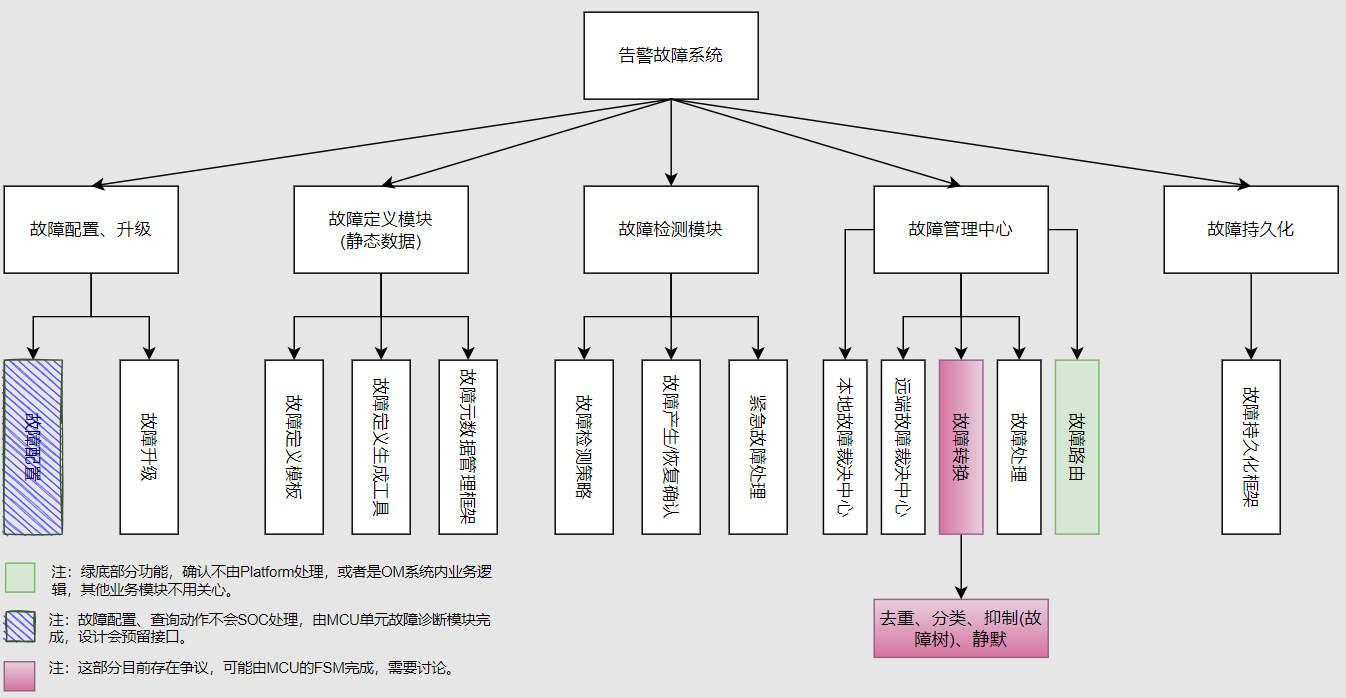 告警故障系统
故障配置、升级
故障定义模块
(静态数据)
故障检测模块
故障管理中心
故障持久化
故障配置
故障升级
故障定义模板
故障定义生成工具
故障元数据管理框架
故障检测策略
故障产生/恢复确认
紧急故障处理
本地故障裁决中心
远端故障裁决中心
故障转换
故障处理
故障路由
故障持久化框架
注：绿底部分功能，确认不由Platform处理，或者是OM系统内业务逻
辑，其他业务模块不用关心。
注：故障配置、查询动作不会SOC处理，由MCU单元故障诊断模块完
成，设计会预留接口。
注：这部分目前存在争议，可能由MCU的FSM完成，需要讨论。
去重、分类、抑制(故
障树)、静默